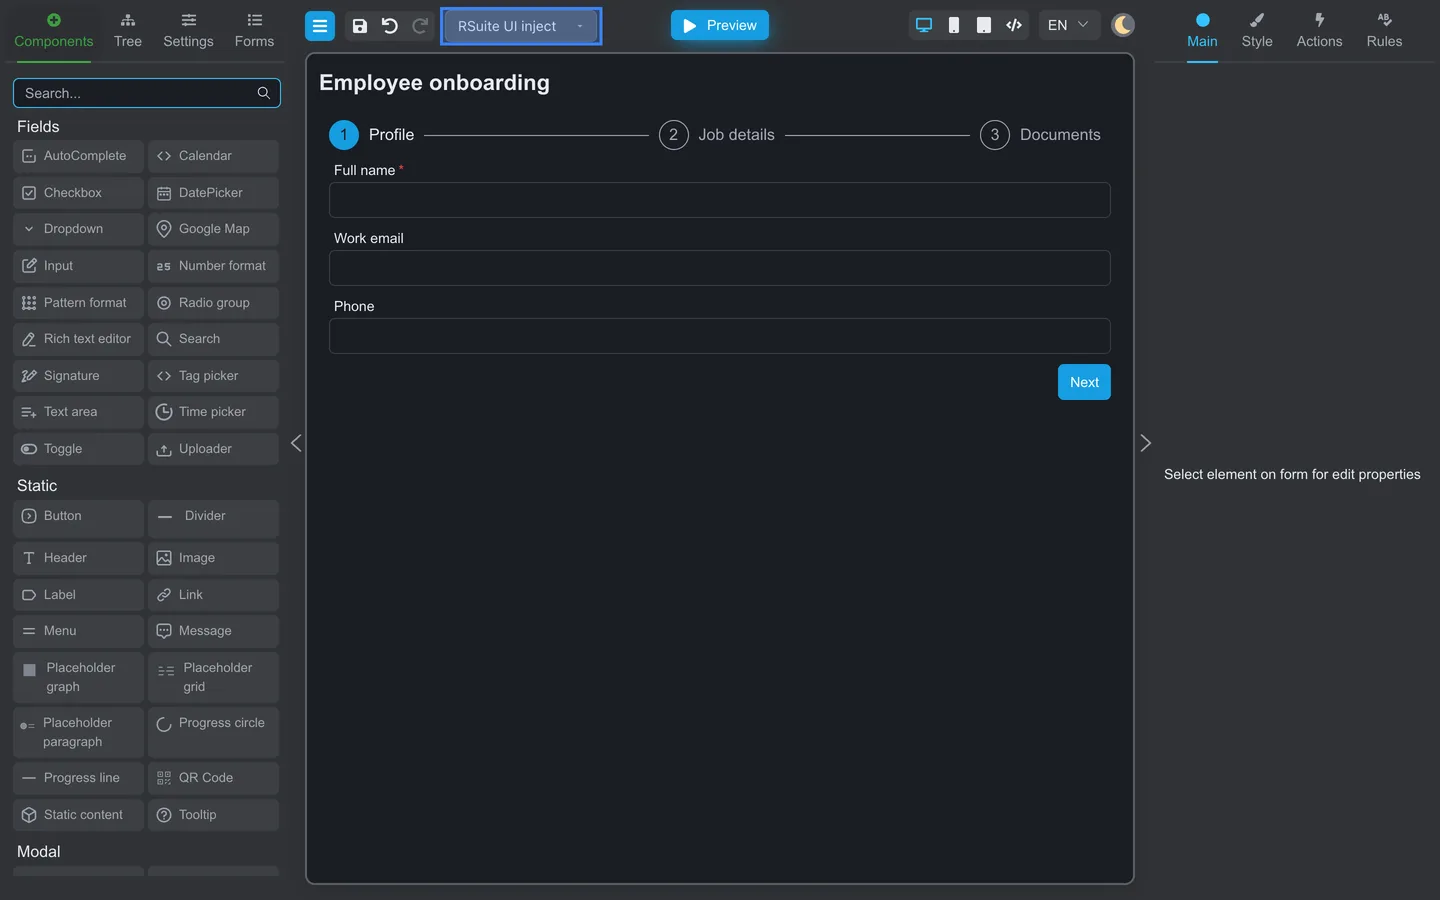 Components
Tree
Settings
Forms
RSuite UI inject
Preview
EN
Main
Style
Actions
Rules
Search...
Fields
AutoComplete
Calendar
Checkbox
DatePicker
Dropdown
Google Map
Input
Number format
Pattern format
Radio group
Rich text editor
Search
Signature
Tag picker
Text area
Time picker
Toggle
Uploader
Static
Button
Divider
Header
Image
Label
Link
Menu
Message
Placeholder
graph
Placeholder
grid
Placeholder
paragraph
Progress circle
Progress line
QR Code
Static content
Tooltip
Modal
Employee onboarding
1 Profile
2 Job details
3 Documents
Full name *
Work email
Phone
Next
Select element on form for edit properties